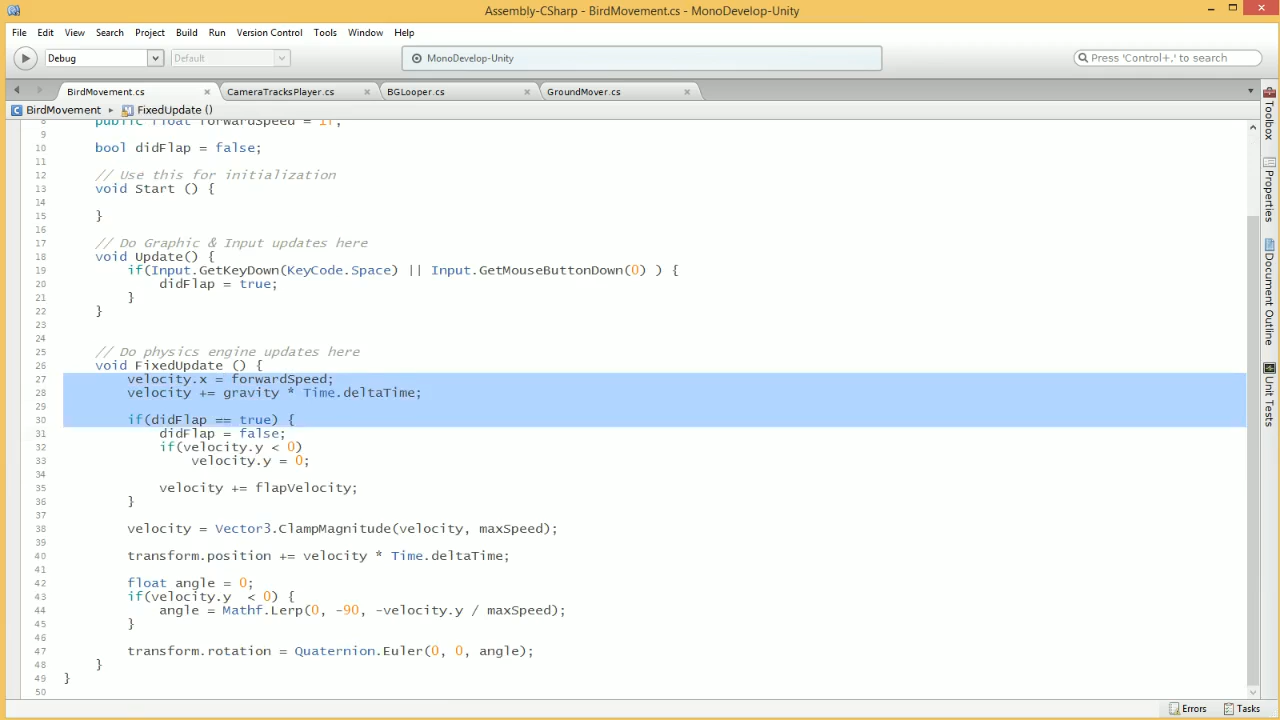 Assembly-CSharp - BirdMovement.cs - MonoDevelop-Unity
File Edit View Search Project Build Run Version Control Tools Window Help
Debug Default MonoDevelop-Unity Press 'Control+,' to search
BirdMovement.cs CameraTracksPlayer.cs BGLooper.cs GroundMover.cs
BirdMovement FixedUpdate ()
8 public float forwardSpeed = 1f;
9
10 bool didFlap = false;
11
12 // Use this for initialization
13 void Start () {
14
15 }
16
17 // Do Graphic & Input updates here
18 void Update() {
19 if(Input.GetKeyDown(KeyCode.Space) || Input.GetMouseButtonDown(0) ) {
20 didFlap = true;
21 }
22 }
23
24
25 // Do physics engine updates here
26 void FixedUpdate () {
27 velocity.x = forwardSpeed;
28 velocity += gravity * Time.deltaTime;
29
30 if(didFlap == true) {
31 didFlap = false;
32 if(velocity.y < 0)
33 velocity.y = 0;
34
35 velocity += flapVelocity;
36 }
37
38 velocity = Vector3.ClampMagnitude(velocity, maxSpeed);
39
40 transform.position += velocity * Time.deltaTime;
41
42 float angle = 0;
43 if(velocity.y < 0) {
44 angle = Mathf.Lerp(0, -90, -velocity.y / maxSpeed);
45 }
46
47 transform.rotation = Quaternion.Euler(0, 0, angle);
48 }
49 }
50
Toolbox
Properties
Document Outline
Unit Tests
Errors Tasks